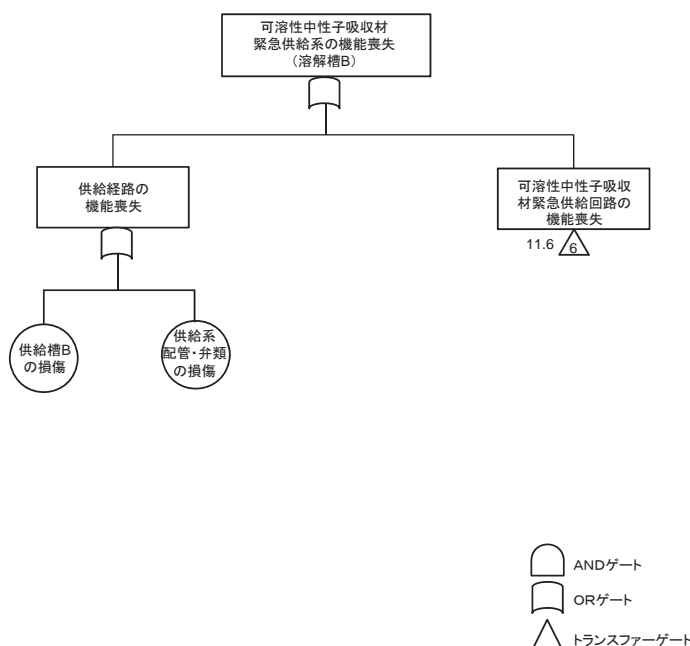 可溶性中性子吸収材
緊急供給系の機能喪失
（溶解槽B）
供給経路の
機能喪失
可溶性中性子吸収
材緊急供給回路の
機能喪失
11.6
6
供給槽B
の損傷
供給系
配管・弁類
の損傷
ANDゲート
ORゲート
トランスファーゲート